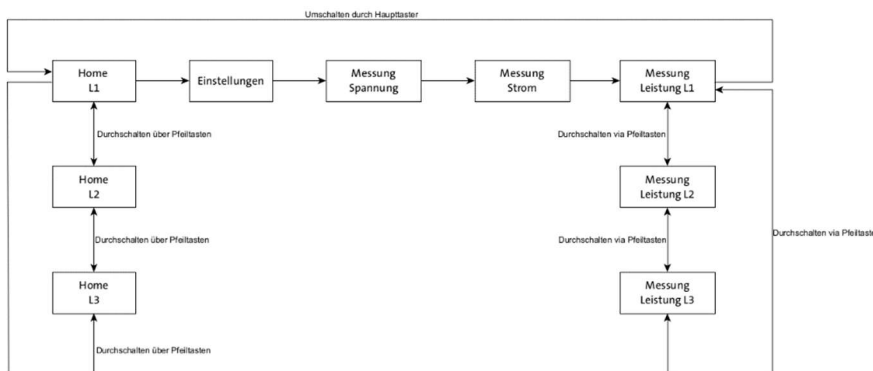 Umschalten durch Haupttaster
Home
L1
Einstellungen
Messung
Spannung
Messung
Strom
Messung
Leistung L1
Durchschalten über Pfeiltasten
Durchschalten via Pfeiltasten
Home
L2
Messung
Leistung L2
Durchschalten über Pfeiltasten
Durchschalten via Pfeiltasten
Durchschalten via Pfeiltaste
Home
L3
Messung
Leistung L3
Durchschalten über Pfeiltasten